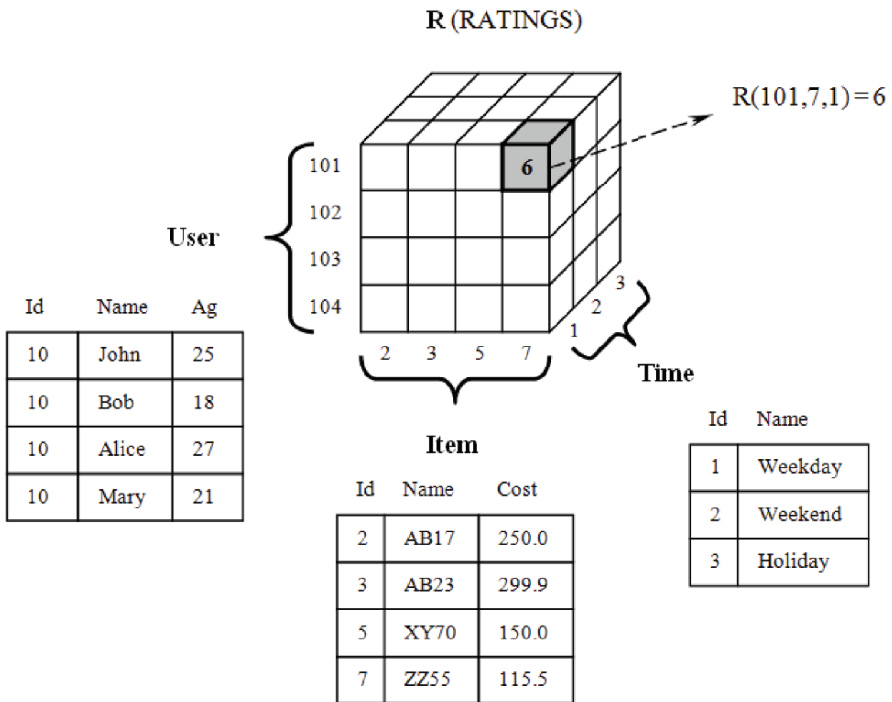 R (RATINGS)
R(101,7,1)=6
101
6
102
User
103
104
3
2
1
2 3 5 7
Time
Id Name Ag
10 John 25
10 Bob 18
10 Alice 27
10 Mary 21
Item
Id Name Cost
2 AB17 250.0
3 AB23 299.9
5 XY70 150.0
7 ZZ55 115.5
Id Name
1 Weekday
2 Weekend
3 Holiday